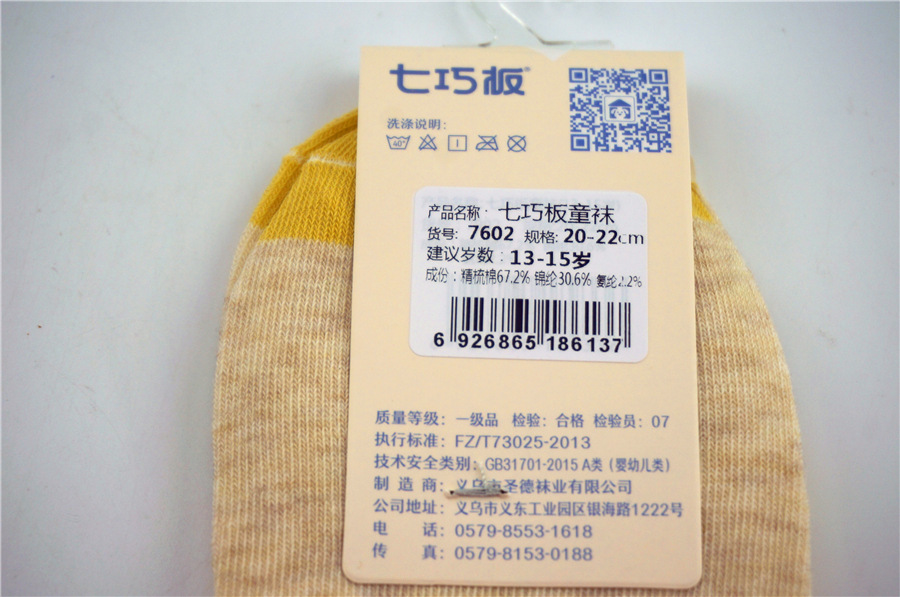 七巧板®
洗涤说明:
40°
产品名称: 七巧板童袜
货号: 7602 规格: 20-22cm
建议岁数: 13-15岁
成份: 精梳棉67.2% 锦纶30.6% 氨纶2.2%
6 926865 186137
质量等级: 一级品 检验: 合格 检验员: 07
执行标准: FZ/T73025-2013
技术安全类别: GB31701-2015 A类 (婴幼儿类)
制造商: 义乌市圣德袜业有限公司
公司地址: 义乌市义东工业园区银海路1222号
电 话: 0579-8553-1618
传 真: 0579-8153-0188